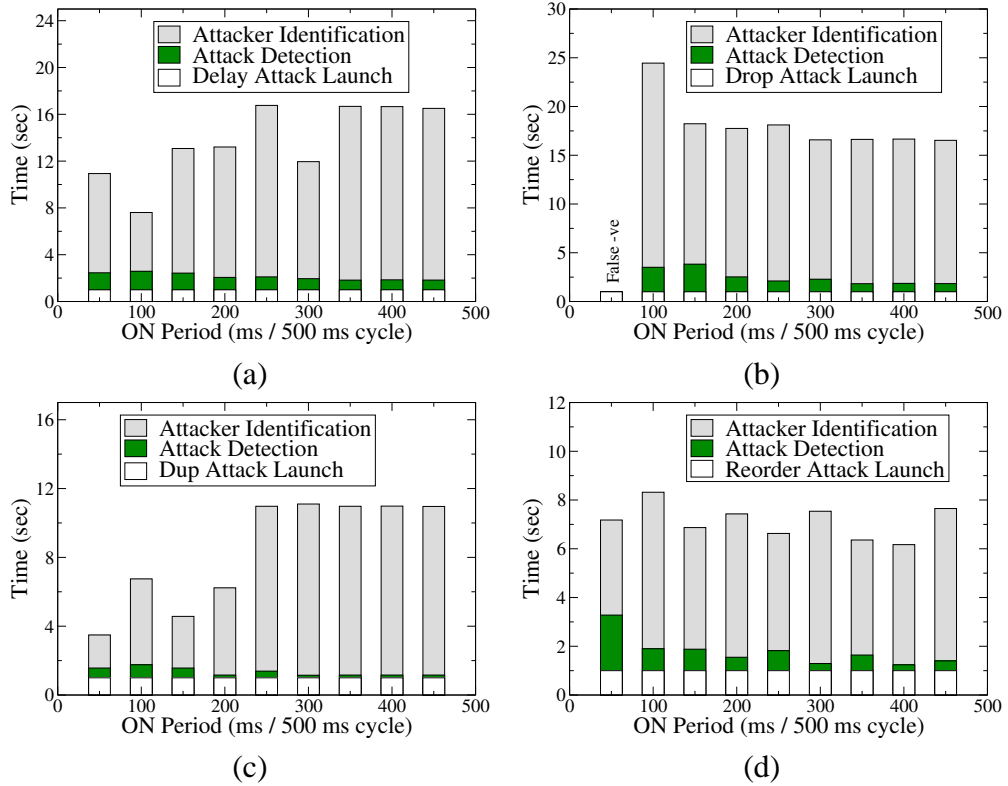 24
20
16
12
8
4
0
Time (sec)
Attacker Identification
Attack Detection
Delay Attack Launch
0 100 200 300 400 500
ON Period (ms / 500 ms cycle)
(a)
30
25
20
15
10
5
0
Time (sec)
Attacker Identification
Attack Detection
Drop Attack Launch
False -ve
0 100 200 300 400 500
ON Period (ms / 500 ms cycle)
(b)
16
12
8
4
0
Time (sec)
Attacker Identification
Attack Detection
Dup Attack Launch
0 100 200 300 400 500
ON Period (ms / 500 ms cycle)
(c)
12
10
8
6
4
2
0
Time (sec)
Attacker Identification
Attack Detection
Reorder Attack Launch
0 100 200 300 400 500
ON Period (ms / 500 ms cycle)
(d)